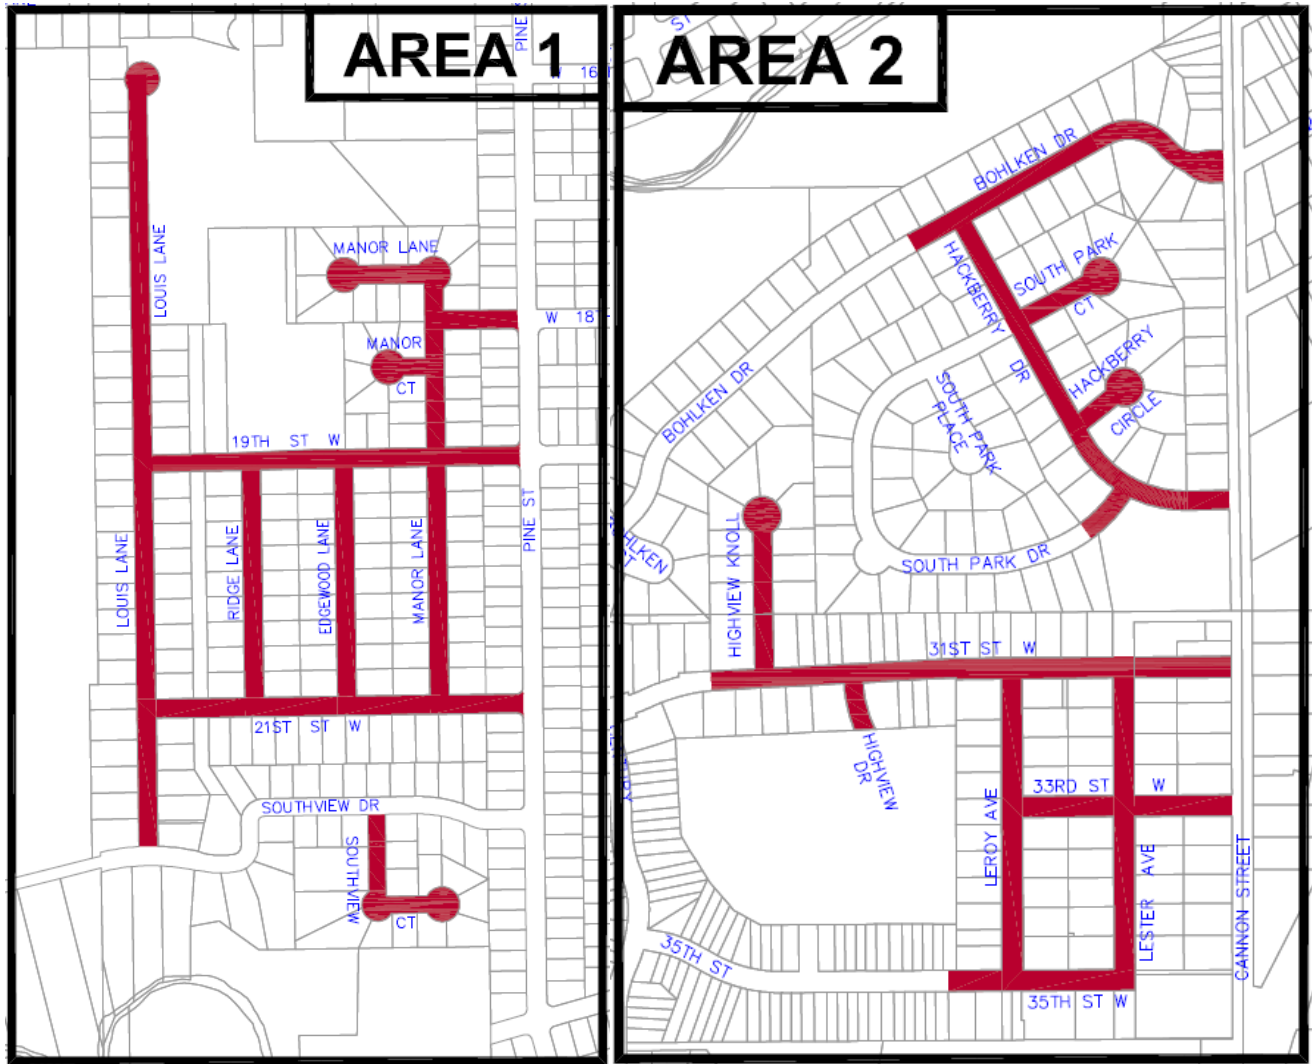 AREA 1
PINE
W 16
LOUIS LANE
MANOR LANE
W 18
MANOR
CT
19TH ST W
LOUIS LANE
RIDGE LANE
EDGEWOOD LANE
MANOR LANE
PINE ST
21ST ST W
SOUTHVIEW DR
SOUTHVIEW
CT
AREA 2
ST
BOHLKEN DR
HACKBERRY DR
SOUTH PARK
CT
HACKBERRY
CIRCLE
BOHLKEN DR
SOUTH PARK
PLACE
SOUTH PARK DR
HLKEN
CT
HIGHVIEW KNOLL
31ST ST W
HIGHVIEW
DR
33RD ST W
LEROY AVE
LESTER AVE
CANNON STREET
35TH ST
35TH ST W